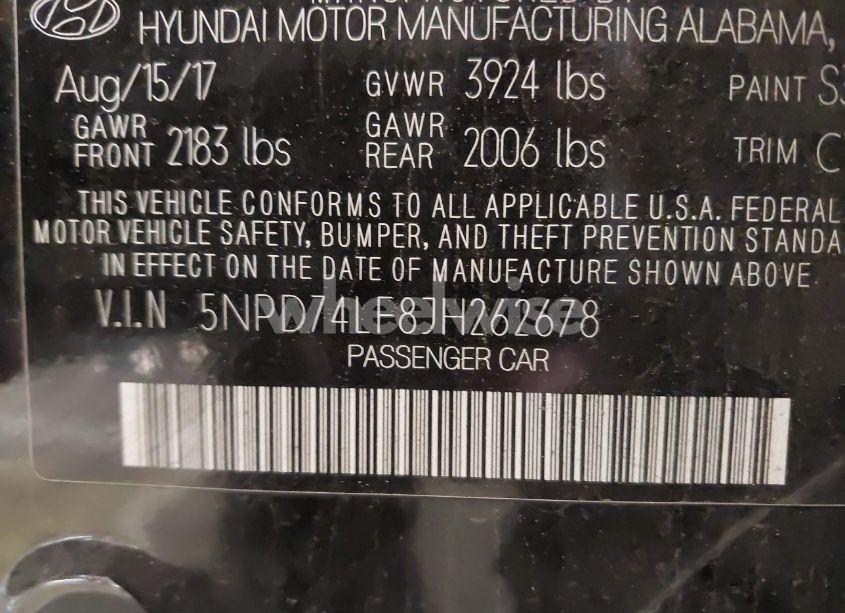 HYUNDAI MOTOR MANUFACTURING ALABAMA,
Aug/15/17 GVWR 3924 lbs PAINT
GAWR FRONT 2183 lbs GAWR REAR 2006 lbs TRIM
THIS VEHICLE CONFORMS TO ALL APPLICABLE U.S.A. FEDERAL
MOTOR VEHICLE SAFETY, BUMPER, AND THEFT PREVENTION STANDA
IN EFFECT ON THE DATE OF MANUFACTURE SHOWN ABOVE
V.I.N 5NPD74LF8JH262678
wheelwise
PASSENGER CAR